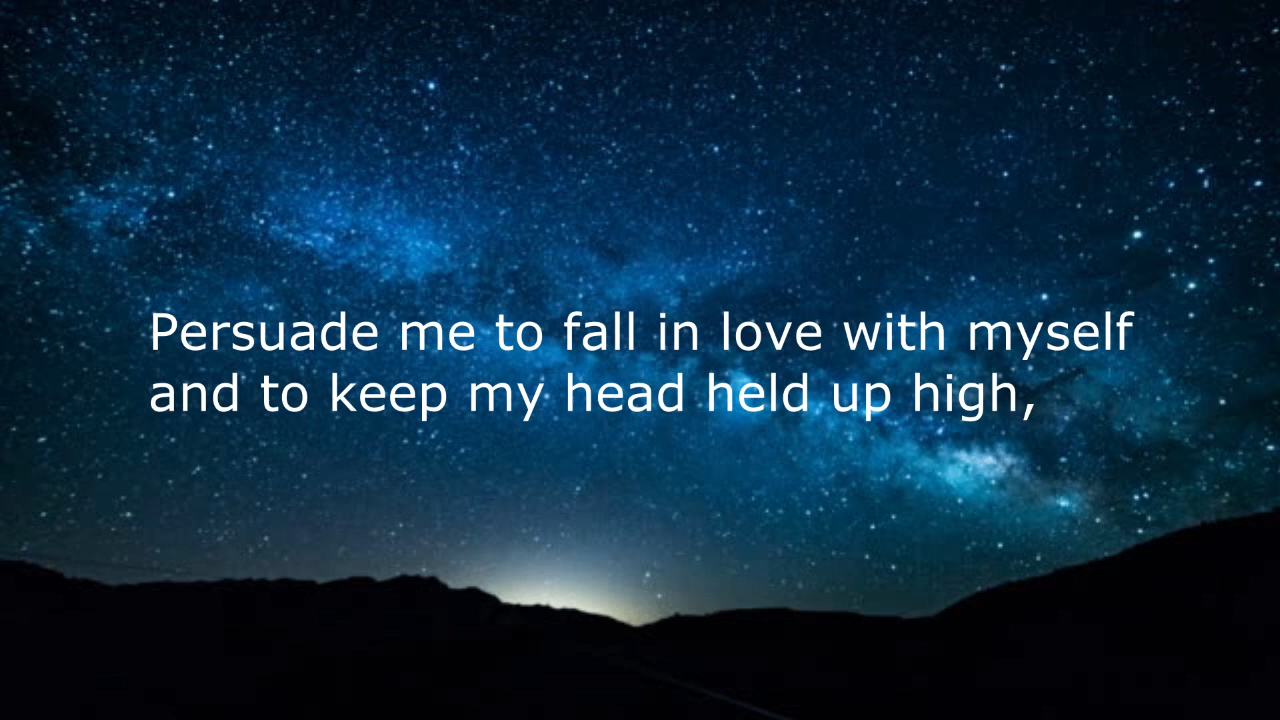 Persuade me to fall in love with myself
and to keep my head held up high,